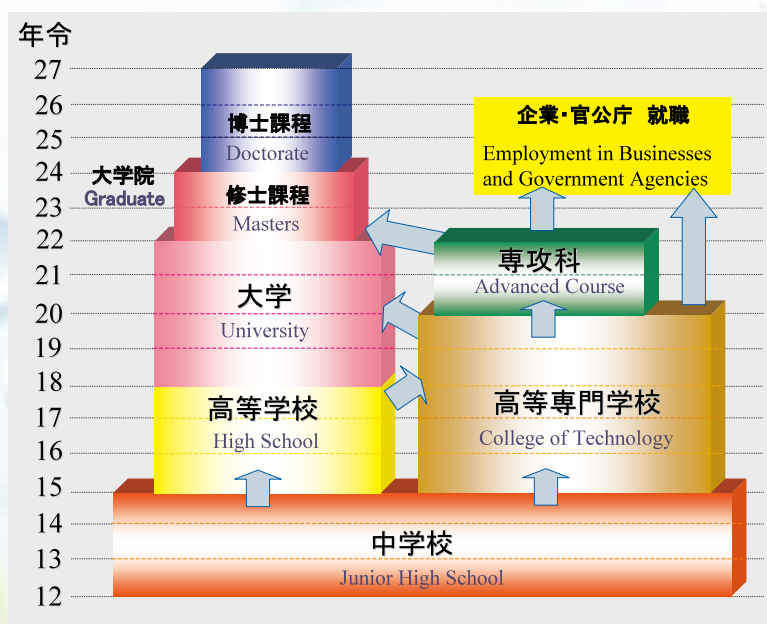 年令
27
26
25
24
23
22
21
20
19
18
17
16
15
14
13
12
博士課程
Doctorate
大学院
Graduate
修士課程
Masters
大学
University
高等学校
High School
企業・官公庁 就職
Employment in Businesses
and Government Agencies
専攻科
Advanced Course
高等専門学校
College of Technology
中学校
Junior High School